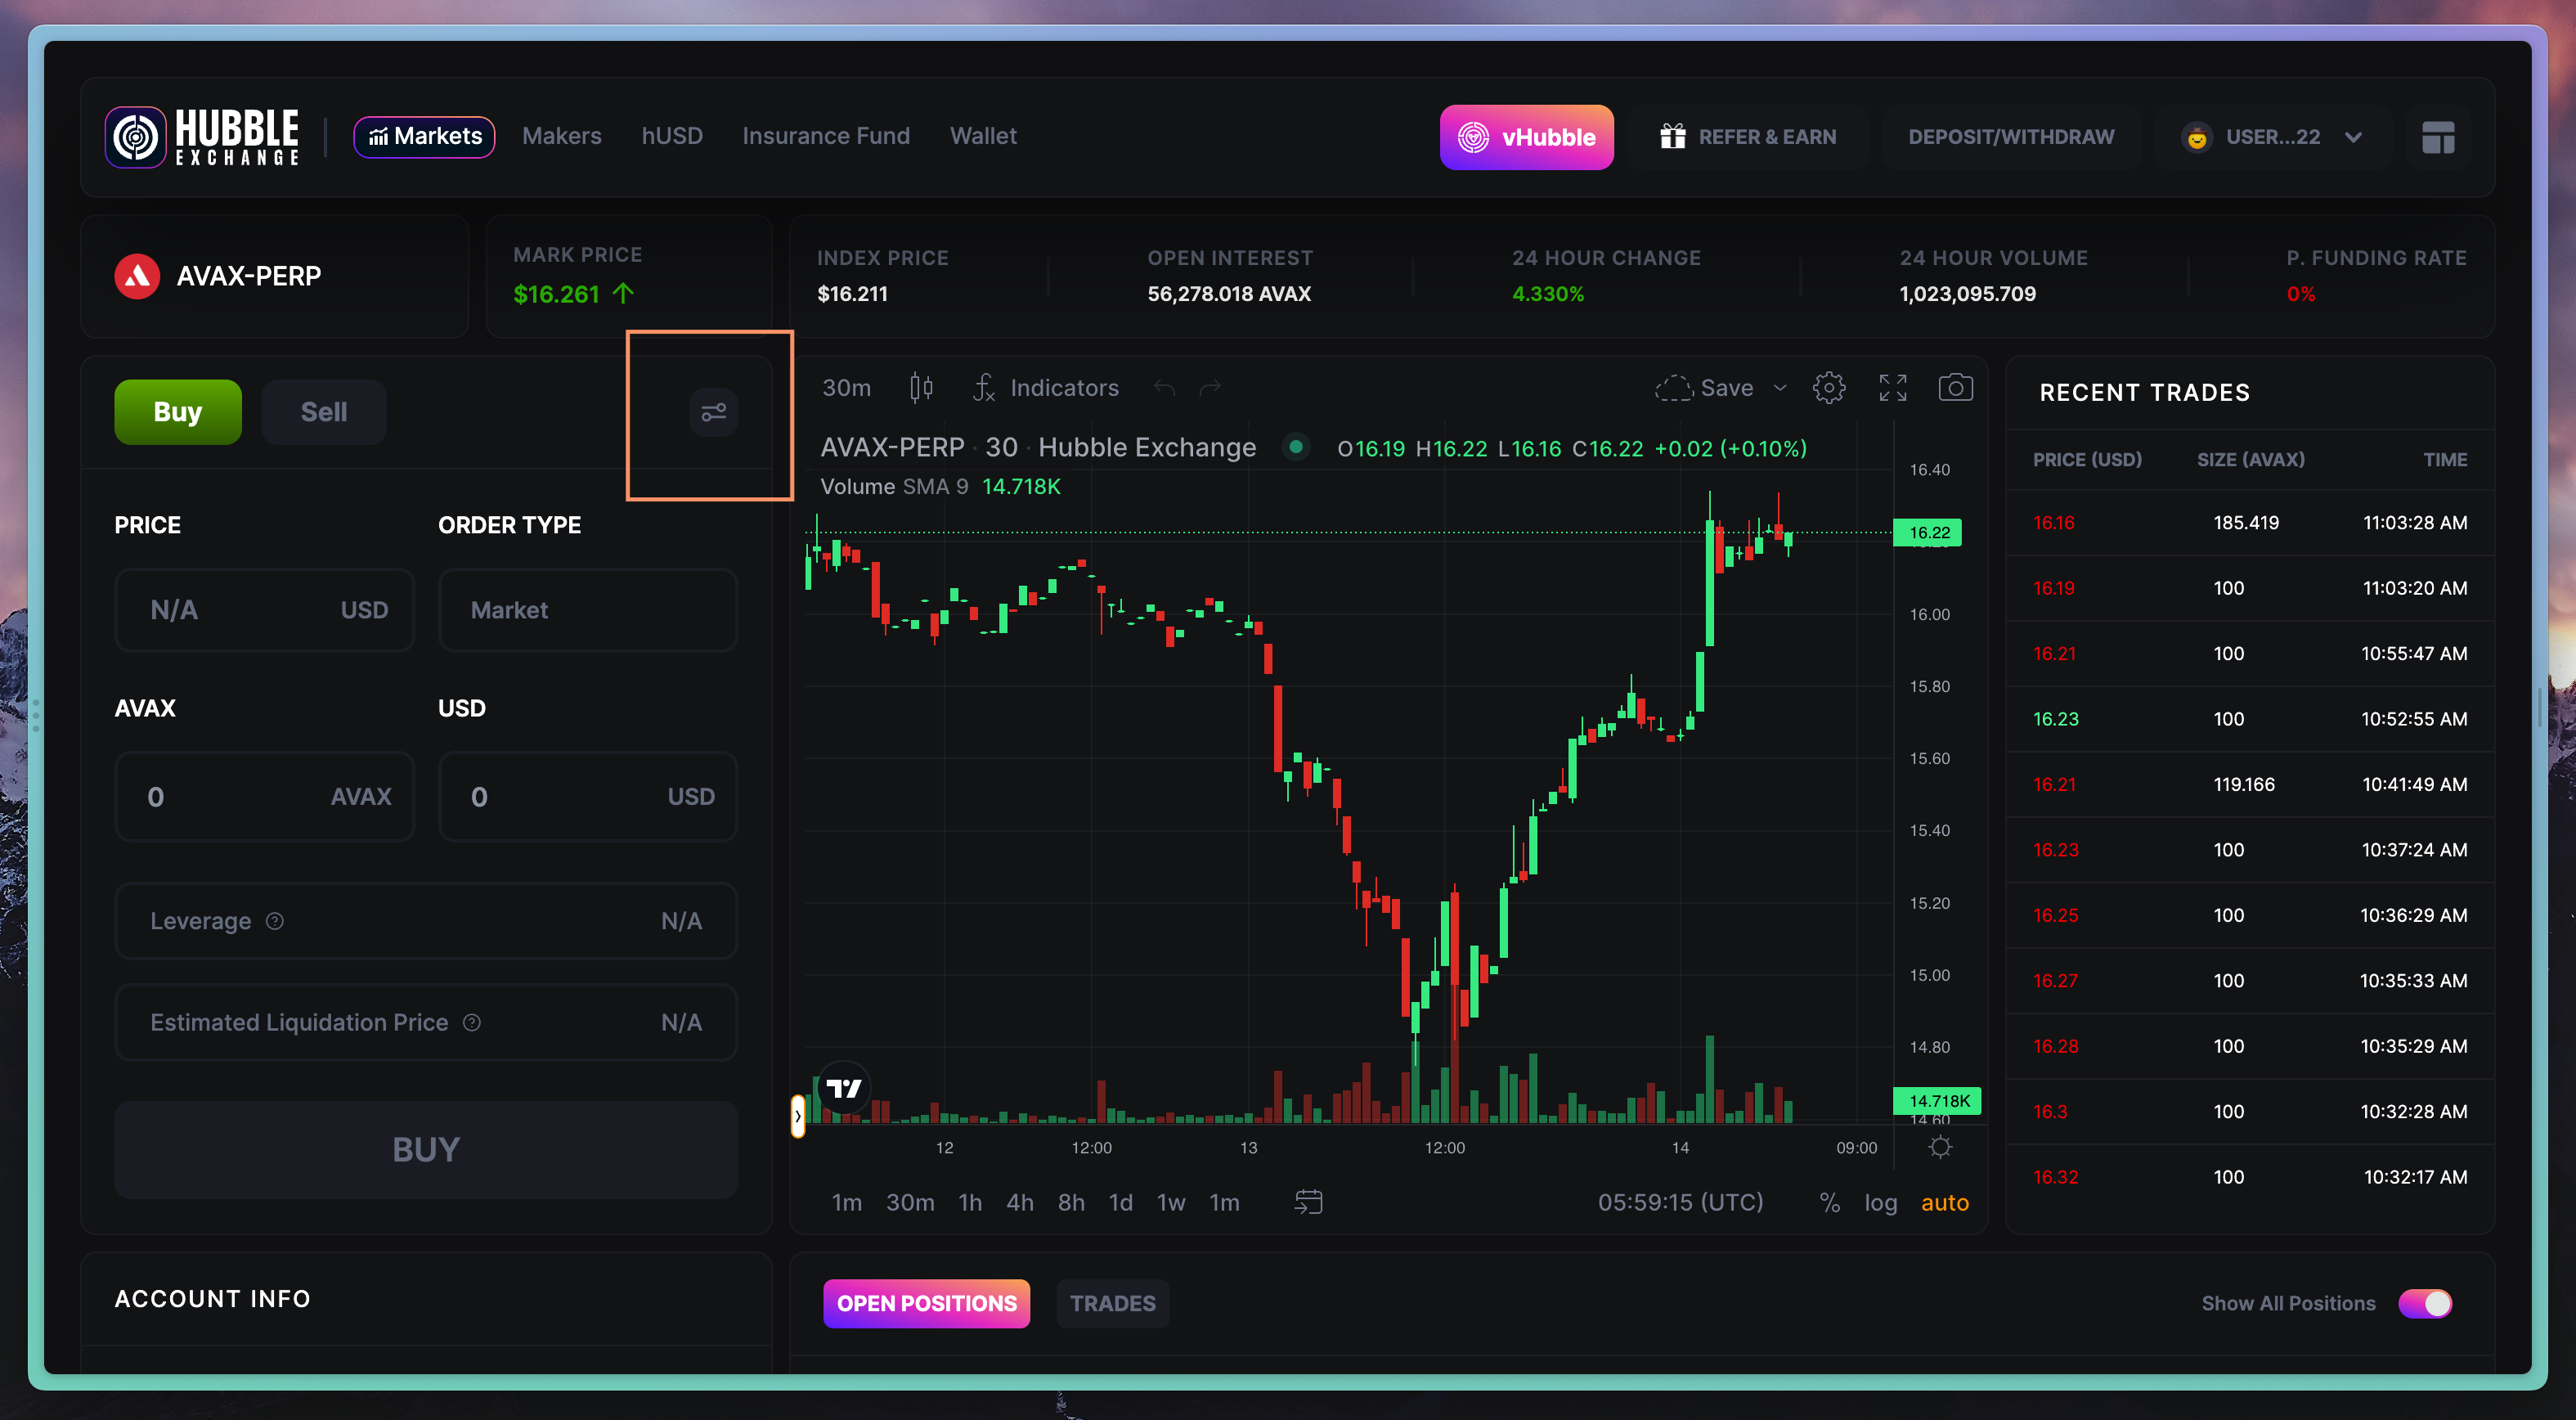 HUBBLE
EXCHANGE
Markets
Makers
hUSD
Insurance Fund
Wallet
vHubble
REFER & EARN
DEPOSIT/WITHDRAW
USER...22
AVAX-PERP
MARK PRICE
$16.261
INDEX PRICE
$16.211
OPEN INTEREST
56,278.018 AVAX
24 HOUR CHANGE
4.330%
24 HOUR VOLUME
1,023,095.709
P. FUNDING RATE
0%
Buy
Sell
PRICE
ORDER TYPE
N/A USD
Market
AVAX
USD
0 AVAX
0 USD
Leverage ? N/A
Estimated Liquidation Price ? N/A
BUY
ACCOUNT INFO
30m
Indicators
Save
AVAX-PERP · 30 · Hubble Exchange
O16.19 H16.22 L16.16 C16.22 +0.02 (+0.10%)
Volume SMA 9 14.718K
16.40
16.22
16.00
15.80
15.60
15.40
15.20
15.00
14.80
14.718K
14.60
12
12:00
13
12:00
14
09:00
1m 30m 1h 4h 8h 1d 1w 1m
05:59:15 (UTC)
% log auto
RECENT TRADES
PRICE (USD) SIZE (AVAX) TIME
16.16 185.419 11:03:28 AM
16.19 100 11:03:20 AM
16.21 100 10:55:47 AM
16.23 100 10:52:55 AM
16.21 119.166 10:41:49 AM
16.23 100 10:37:24 AM
16.25 100 10:36:29 AM
16.27 100 10:35:33 AM
16.28 100 10:35:29 AM
16.3 100 10:32:28 AM
16.32 100 10:32:17 AM
OPEN POSITIONS
TRADES
Show All Positions